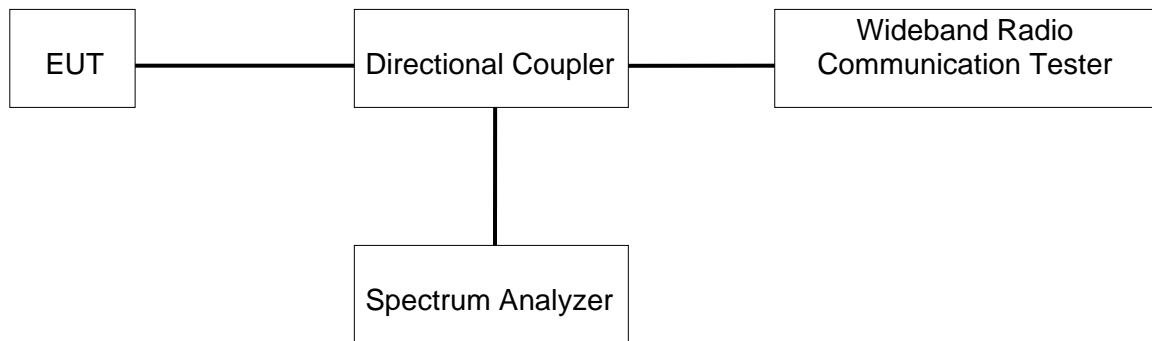 EUT
Directional Coupler
Wideband Radio
Communication Tester
Spectrum Analyzer